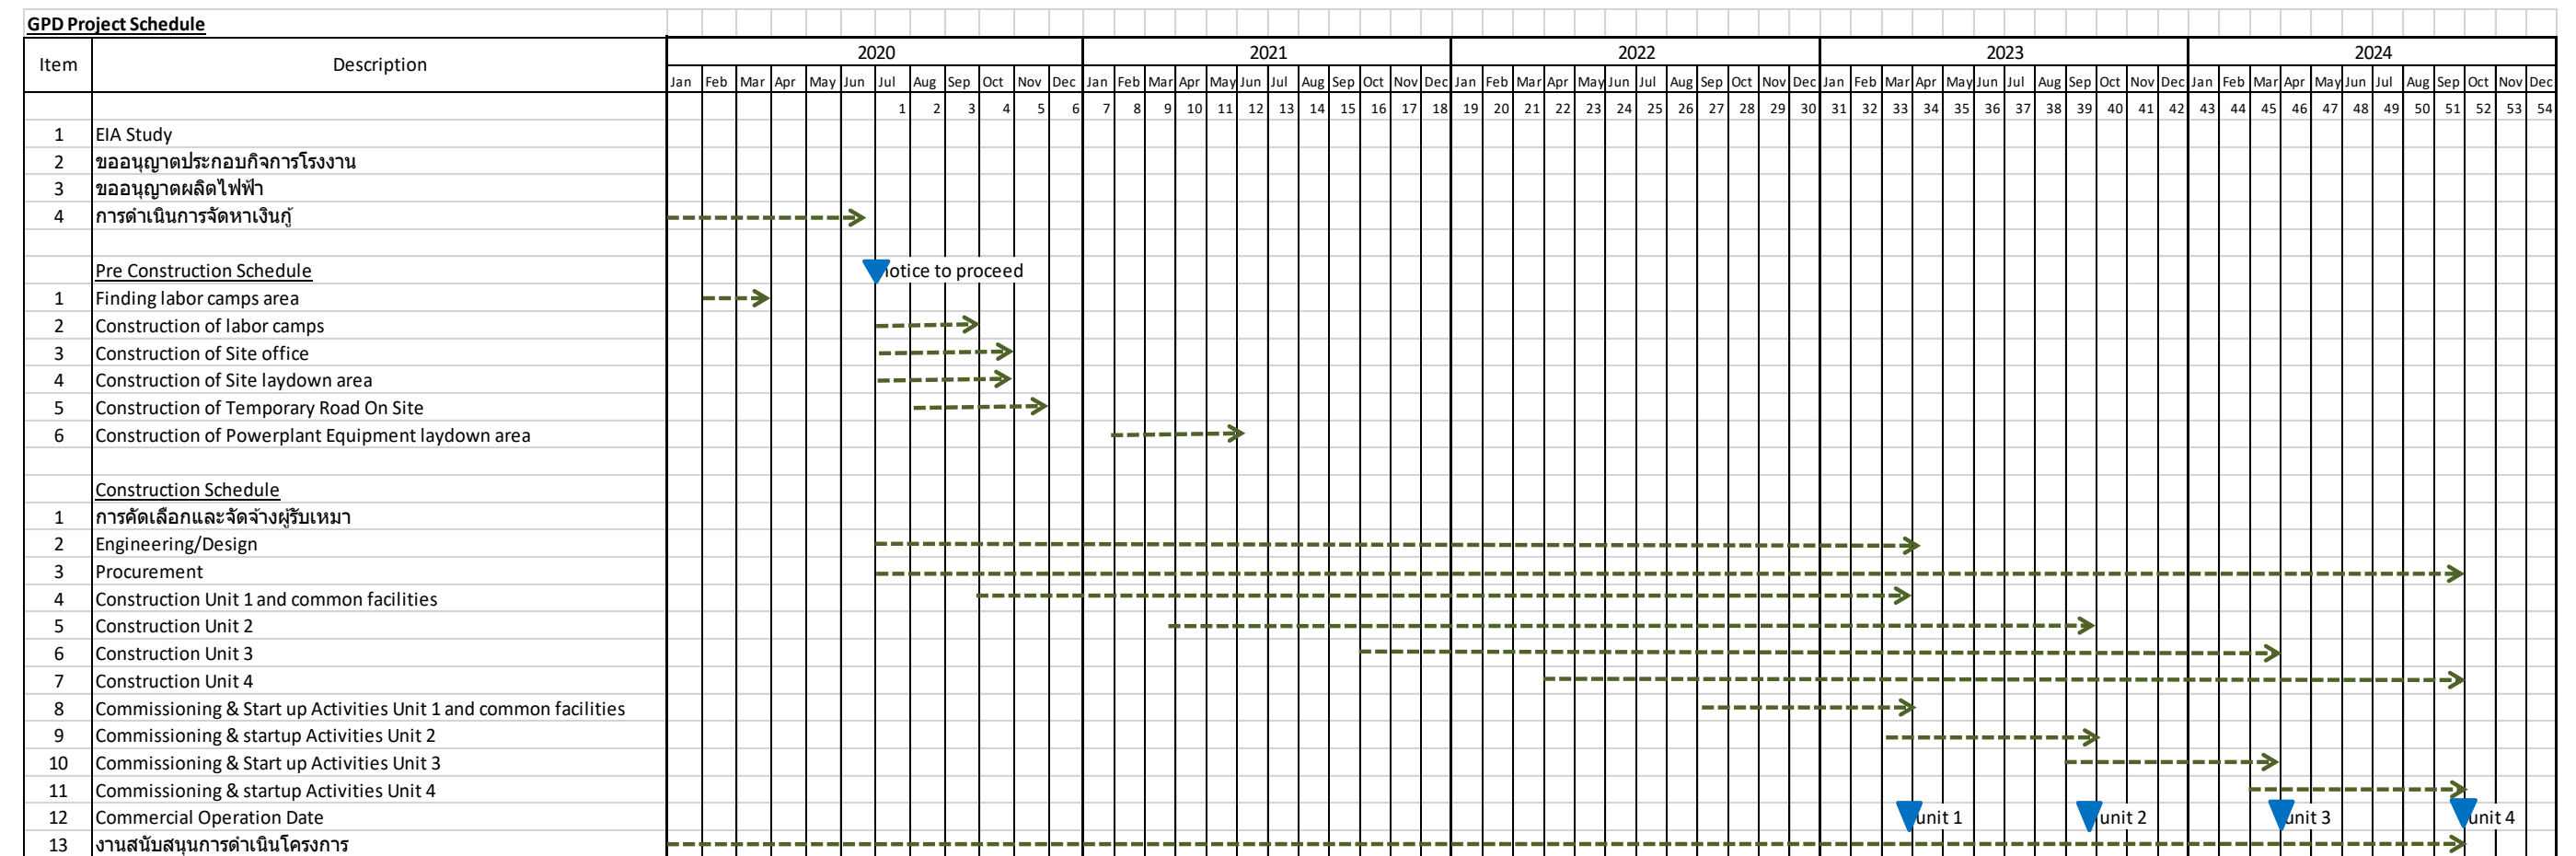 GPD Project Schedule
Item Description 2020 2021 2022 2023 2024
Jan Feb Mar Apr May Jun Jul Aug Sep Oct Nov Dec Jan Feb Mar Apr May Jun Jul Aug Sep Oct Nov Dec Jan Feb Mar Apr May Jun Jul Aug Sep Oct Nov Dec Jan Feb Mar Apr May Jun Jul Aug Sep Oct Nov Dec Jan Feb Mar Apr May Jun Jul Aug Sep Oct Nov Dec
1 2 3 4 5 6 7 8 9 10 11 12 13 14 15 16 17 18 19 20 21 22 23 24 25 26 27 28 29 30 31 32 33 34 35 36 37 38 39 40 41 42 43 44 45 46 47 48 49 50 51 52 53 54
1 EIA Study
2 ขออนุญาตประกอบกิจการโรงงาน
3 ขออนุญาตผลิตไฟฟ้า
4 การดำเนินการจัดหาเงินกู้
Pre Construction Schedule otice to proceed
1 Finding labor camps area
2 Construction of labor camps
3 Construction of Site office
4 Construction of Site laydown area
5 Construction of Temporary Road On Site
6 Construction of Powerplant Equipment laydown area
Construction Schedule
1 การคัดเลือกและจัดจ้างผู้รับเหมา
2 Engineering/Design
3 Procurement
4 Construction Unit 1 and common facilities
5 Construction Unit 2
6 Construction Unit 3
7 Construction Unit 4
8 Commissioning & Start up Activities Unit 1 and common facilities
9 Commissioning & startup Activities Unit 2
10 Commissioning & Start up Activities Unit 3
11 Commissioning & startup Activities Unit 4
12 Commercial Operation Date unit 1 unit 2 unit 3 unit 4
13 งานสนับสนุนการดำเนินโครงการ